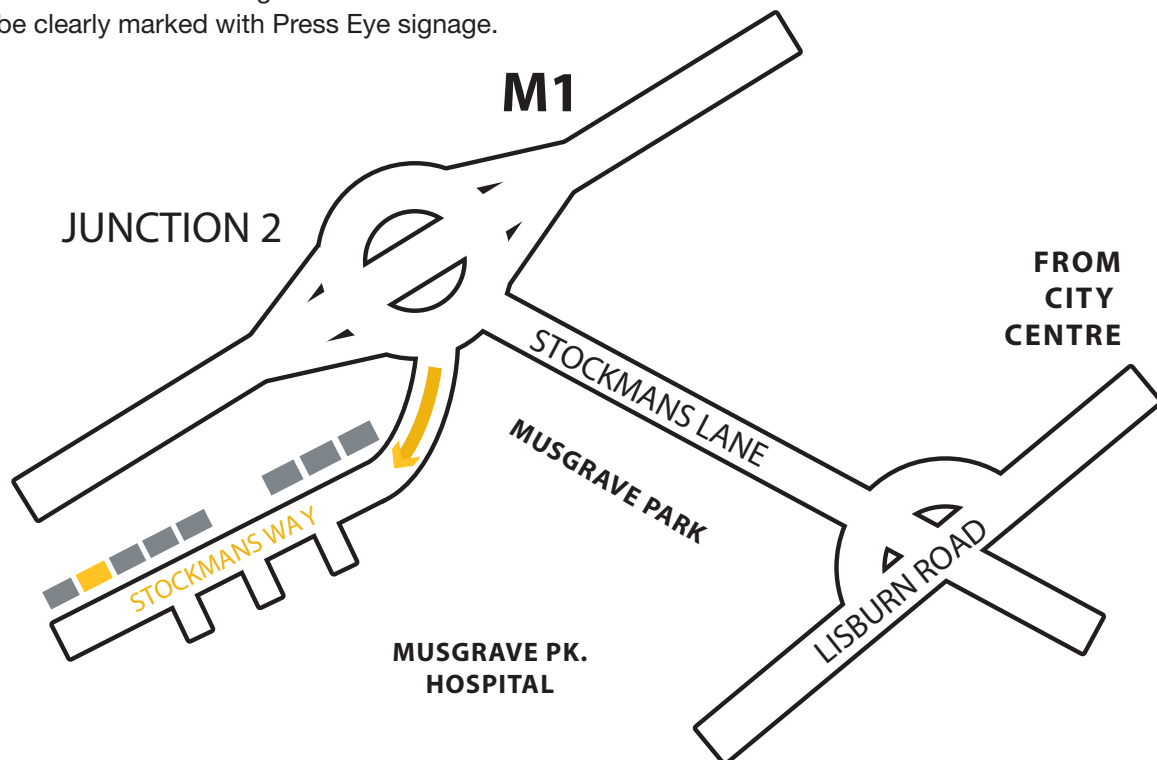 be clearly marked with Press Eye signage.
M1
JUNCTION 2
FROM
CITY
CENTRE
STOCKMANS LANE
MUSGRAVE PARK
STOCKMANS WAY
LISBURN ROAD
MUSGRAVE PK.
HOSPITAL